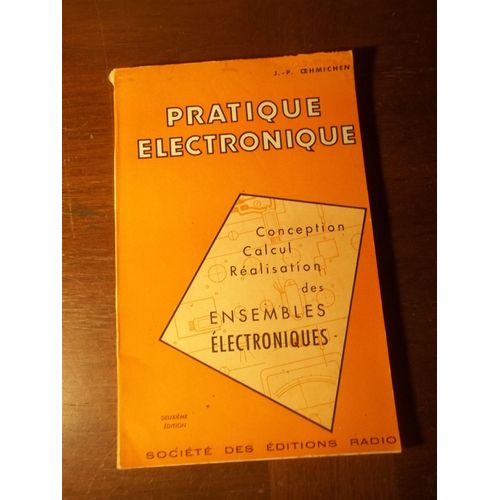 J.-P. ŒHMICHEN
PRATIQUE
ELECTRONIQUE
Conception
Calcul
Réalisation
des
ENSEMBLES
ÉLECTRONIQUES
DEUXIÈME
ÉDITION
SOCIÉTÉ DES ÉDITIONS RADIO